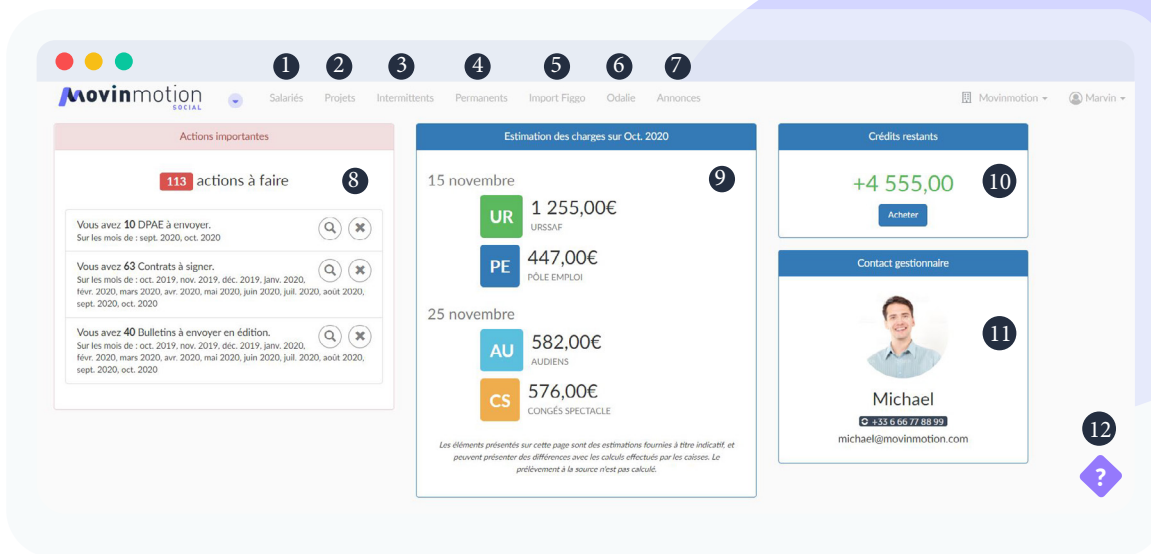 1 2 3 4 5 6 7
Movinmotion
SOCIAL
Salariés Projets Intermittents Permanents Import Figgo Odalie Annonces Movinmotion Marvin
Actions importantes
113 actions à faire 8
Vous avez 10 DPAE à envoyer.
Sur les mois de : sept. 2020, oct. 2020
Vous avez 63 Contrats à signer.
Sur les mois de : oct. 2019, nov. 2019, déc. 2019, janv. 2020,
févr. 2020, mars 2020, avr. 2020, mai 2020, juin 2020, juil. 2020, août 2020,
sept. 2020, oct. 2020
Vous avez 40 Bulletins à envoyer en édition.
Sur les mois de : oct. 2019, nov. 2019, déc. 2019, janv. 2020,
févr. 2020, mars 2020, avr. 2020, mai 2020, juin 2020, juil. 2020, août 2020,
sept. 2020, oct. 2020
Estimation des charges sur Oct. 2020
9
15 novembre
UR 1 255,00€
URSSAF
PE 447,00€
PÔLE EMPLOI
25 novembre
AU 582,00€
AUDIENS
CS 576,00€
CONGÉS SPECTACLE
Les éléments présentés sur cette page sont des estimations fournies à titre indicatif, et
peuvent présenter des différences avec les calculs effectués par les caisses. Le
prélèvement à la source n'est pas calculé.
Crédits restants
+4 555,00 10
Acheter
Contact gestionnaire
11
Michael
+33 6 66 77 88 99
michael@movinmotion.com
12
?